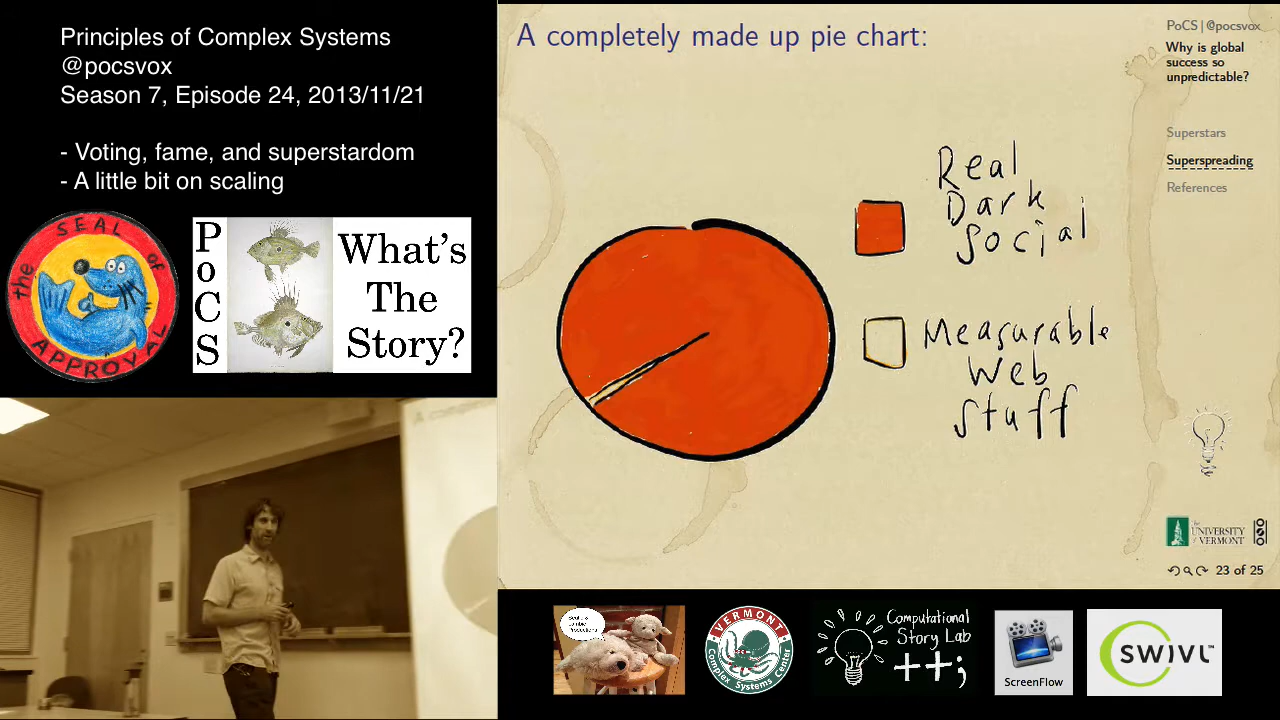 Principles of Complex Systems
@pocsvox
Season 7, Episode 24, 2013/11/21
- Voting, fame, and superstardom
- A little bit on scaling
the SEAL of APPROVAL
PoCS
What's
The
Story?
A completely made up pie chart:
Real
Dark
Social
Measurable
Web
Stuff
PoCS | @pocsvox
Why is global
success so
unpredictable?
Superstars
Superspreading
References
The
UNIVERSITY
of VERMONT
23 of 25
Productions
VERMONT
Complex Systems Center
Computational
Story Lab
++;
ScreenFlow
SWIVL